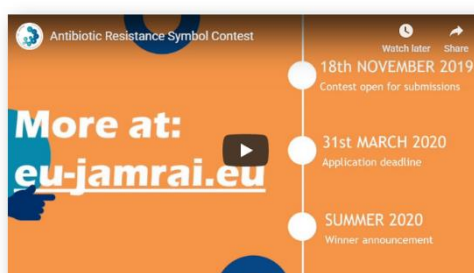 Antibiotic Resistance Symbol Contest
Watch later
Share
More at:
eu-jamrai.eu
18th NOVEMBER 2019
Contest open for submissions
31st MARCH 2020
Application deadline
SUMMER 2020
Winner announcement